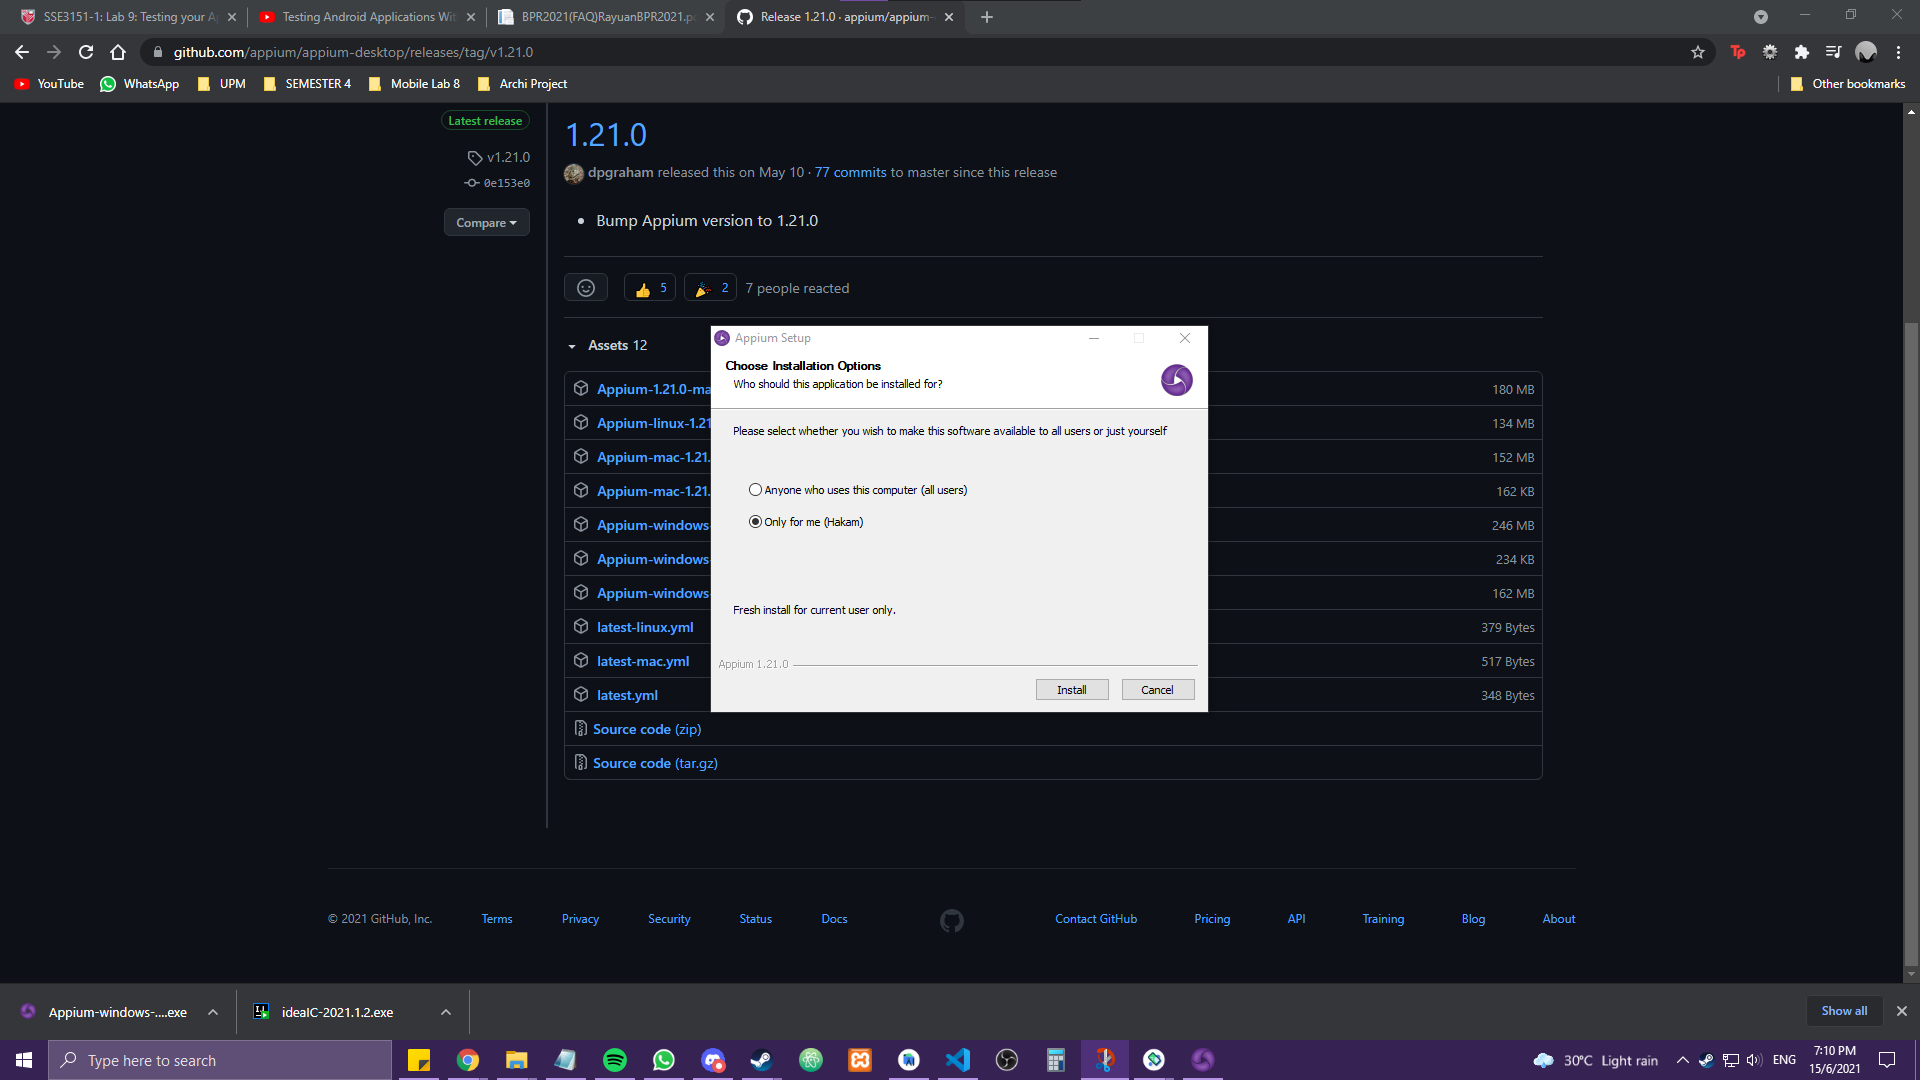 SSE3151-1: Lab 9: Testing your A
Testing Android Applications Wit
BPR2021(FAQ)RayuanBPR2021.p
Release 1.21.0 · appium/appium-
github.com/appium/appium-desktop/releases/tag/v1.21.0
Tp
YouTube
WhatsApp
UPM
SEMESTER 4
Mobile Lab 8
Archi Project
Other bookmarks
Latest release
v1.21.0
0e153e0
Compare
1.21.0
dpgraham released this on May 10 · 77 commits to master since this release
• Bump Appium version to 1.21.0
5
2
7 people reacted
Assets 12
Appium-1.21.0-ma
180 MB
Appium-linux-1.21
134 MB
Appium-mac-1.21.
152 MB
Appium-mac-1.21.
162 KB
Appium-windows-
246 MB
Appium-windows-
234 KB
Appium-windows-
162 MB
latest-linux.yml
379 Bytes
latest-mac.yml
517 Bytes
latest.yml
348 Bytes
Source code (zip)
Source code (tar.gz)
Appium Setup
Choose Installation Options
Who should this application be installed for?
Please select whether you wish to make this software available to all users or just yourself
Anyone who uses this computer (all users)
Only for me (Hakam)
Fresh install for current user only.
Appium 1.21.0
Install
Cancel
© 2021 GitHub, Inc.
Terms
Privacy
Security
Status
Docs
Contact GitHub
Pricing
API
Training
Blog
About
Appium-windows-....exe
ideaIC-2021.1.2.exe
Show all
Type here to search
30°C Light rain
ENG
7:10 PM
15/6/2021